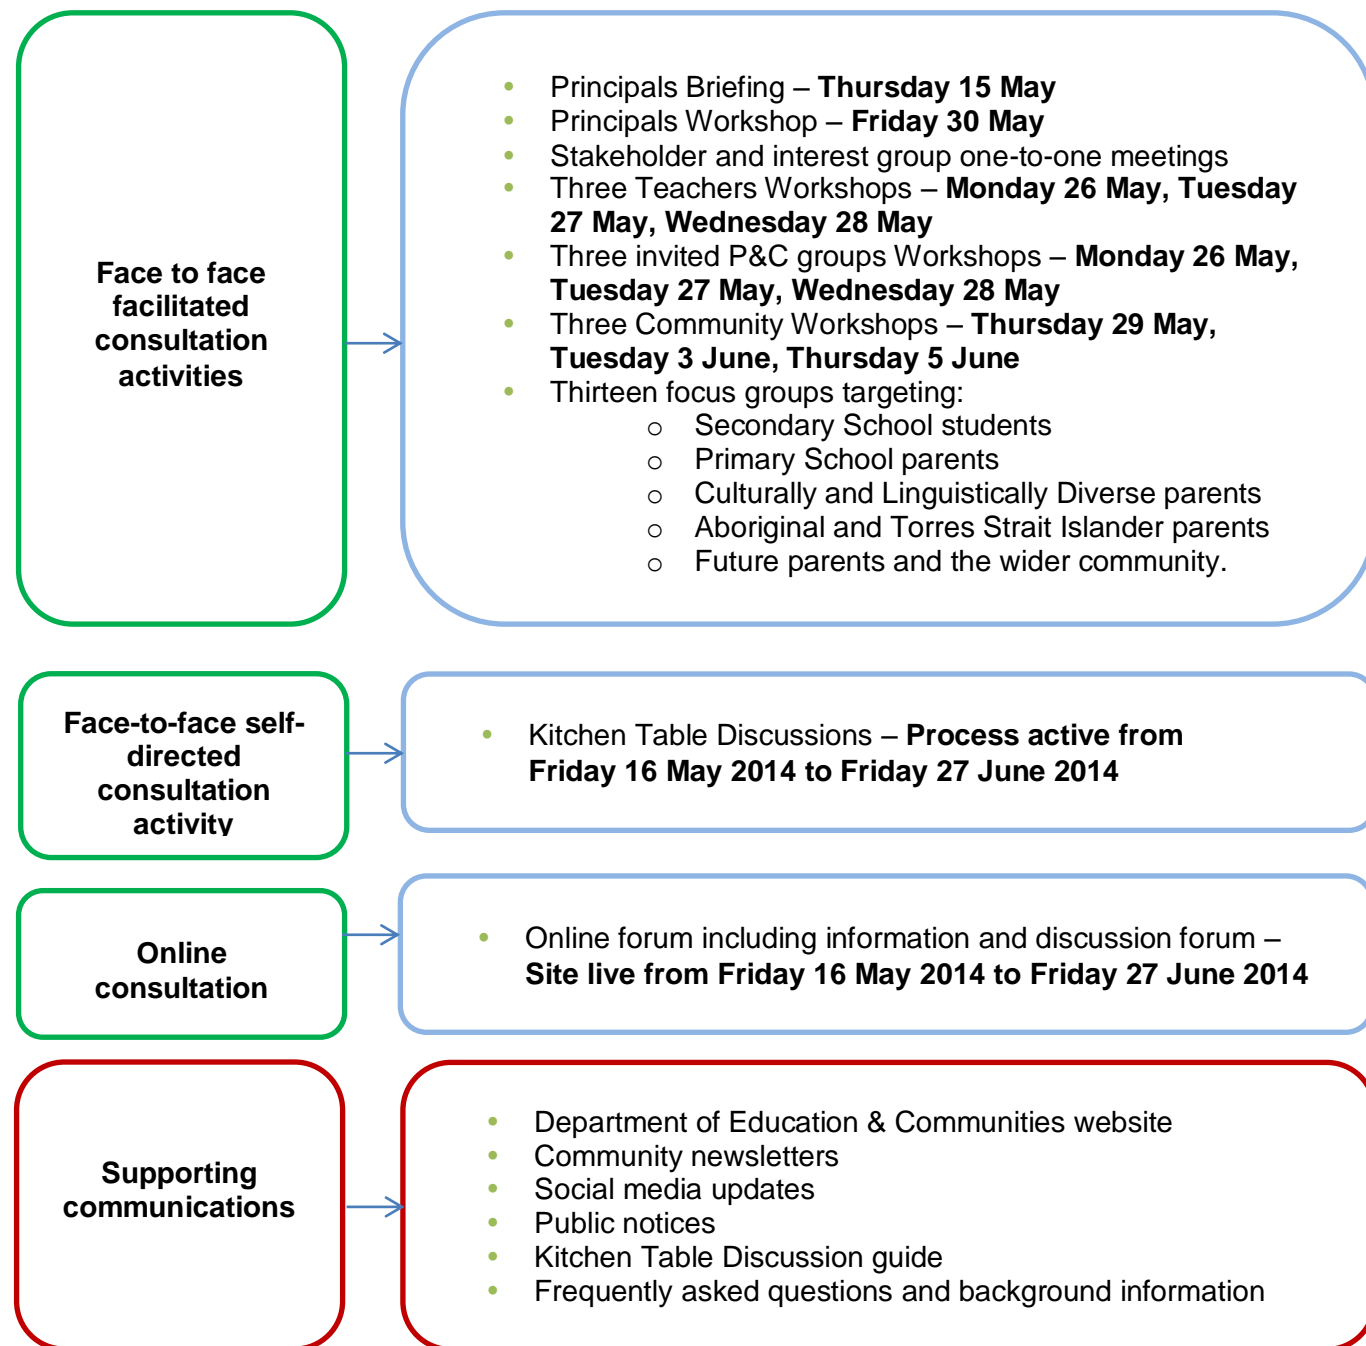 Face to face
facilitated
consultation
activities
• Principals Briefing – Thursday 15 May
• Principals Workshop – Friday 30 May
• Stakeholder and interest group one-to-one meetings
• Three Teachers Workshops – Monday 26 May, Tuesday
27 May, Wednesday 28 May
• Three invited P&C groups Workshops – Monday 26 May,
Tuesday 27 May, Wednesday 28 May
• Three Community Workshops – Thursday 29 May,
Tuesday 3 June, Thursday 5 June
• Thirteen focus groups targeting:
o Secondary School students
o Primary School parents
o Culturally and Linguistically Diverse parents
o Aboriginal and Torres Strait Islander parents
o Future parents and the wider community.
Face-to-face self-
directed
consultation
activity
• Kitchen Table Discussions – Process active from
Friday 16 May 2014 to Friday 27 June 2014
Online
consultation
• Online forum including information and discussion forum –
Site live from Friday 16 May 2014 to Friday 27 June 2014
Supporting
communications
• Department of Education & Communities website
• Community newsletters
• Social media updates
• Public notices
• Kitchen Table Discussion guide
• Frequently asked questions and background information